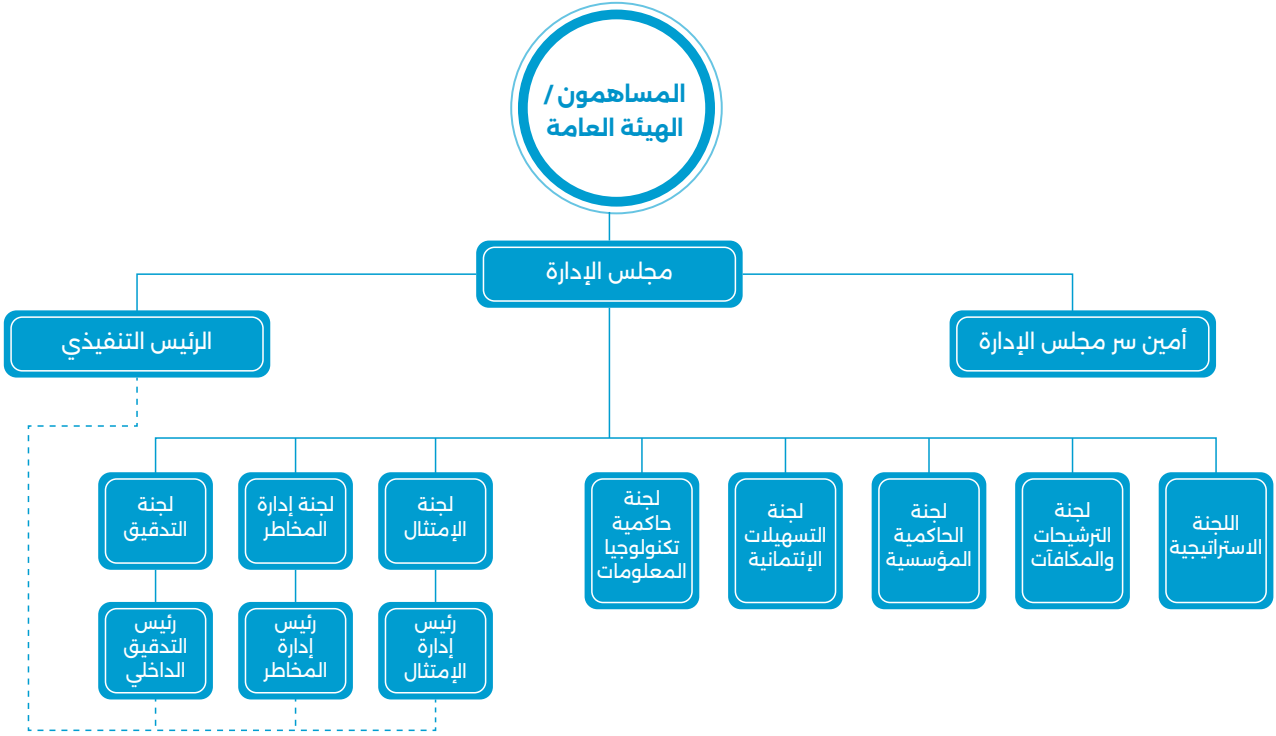 المساهمون /
الهيئة العامة
مجلس الإدارة
أمين سر مجلس الإدارة
الرئيس التنفيذي
اللجنة
الاستراتيجية
لجنة
الترشيحات
والمكافآت
لجنة
الحاكمية
المؤسسية
لجنة
التسهيلات
الإئتمانية
لجنة
حاكمية
تكنولوجيا
المعلومات
لجنة
الإمتثال
لجنة إدارة
المخاطر
لجنة
التدقيق
رئيس
إدارة
الإمتثال
رئيس
إدارة
المخاطر
رئيس
التدقيق
الداخلي